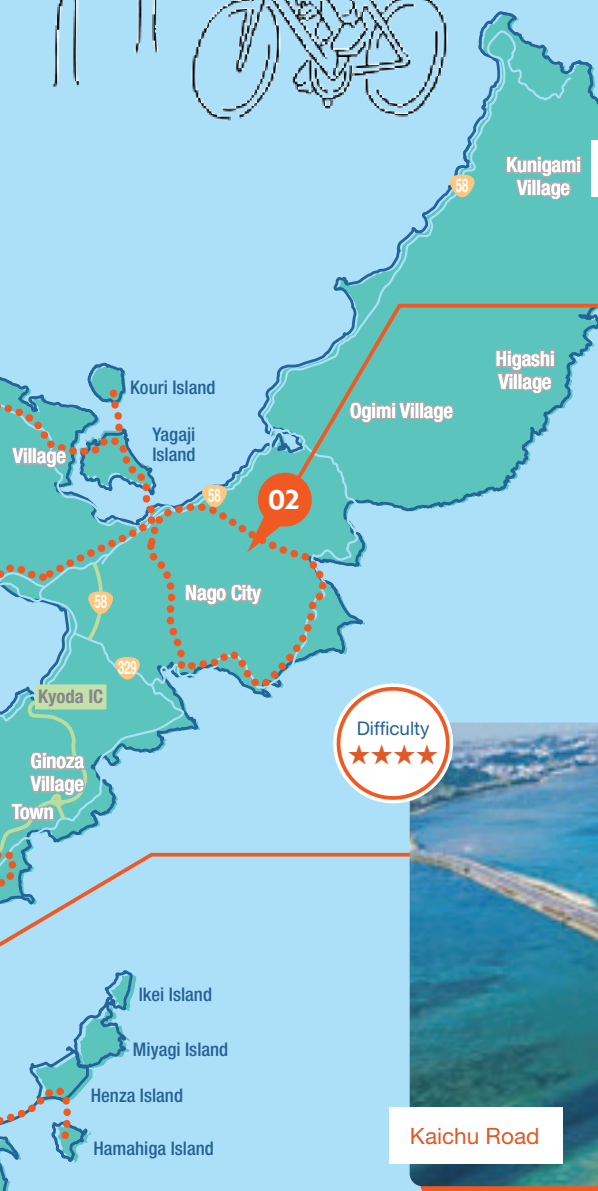 Kunigami
Village
58
Higashi
Village
Kouri Island
Ogimi Village
Yagaji
Island
Village
58
02
Nago City
58
329
Kyoda IC
Difficulty
★★★★
Ginoza
Village
Town
Ikei Island
Miyagi Island
Henza Island
Hamahiga Island
Kaichu Road